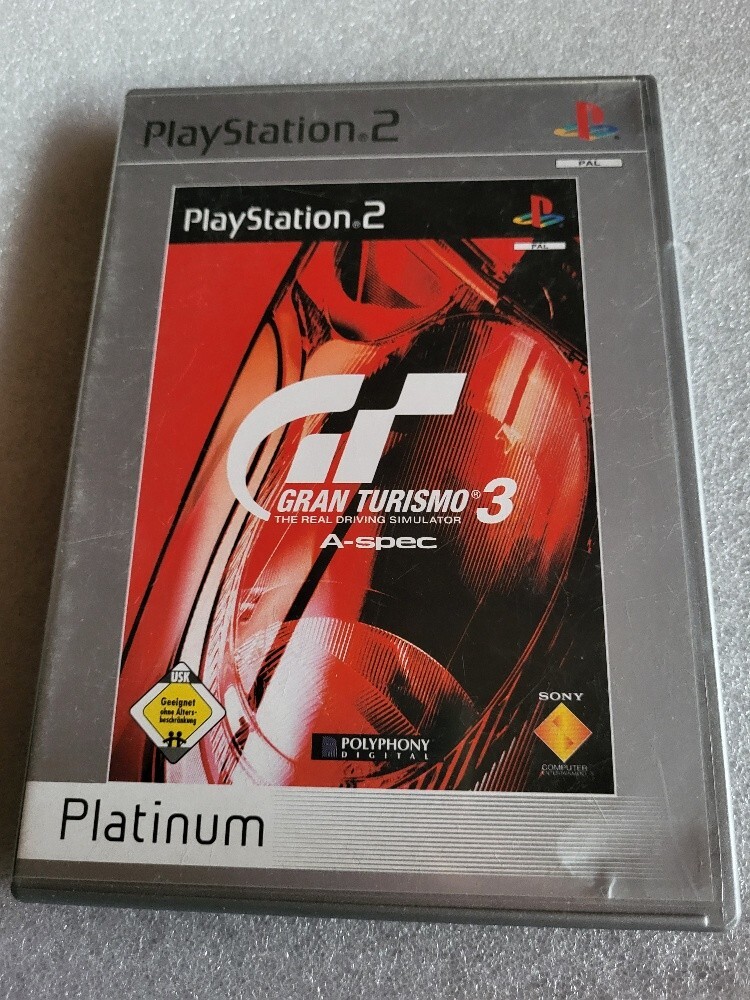 PlayStation®2
PAL
PlayStation®2
PAL
GRAN TURISMO® 3
THE REAL DRIVING SIMULATOR
A-spec
USK
Geeignet
ohne Alters-
beschränkung
POLYPHONY
DIGITAL
SONY
COMPUTER
ENTERTAINMENT
Platinum